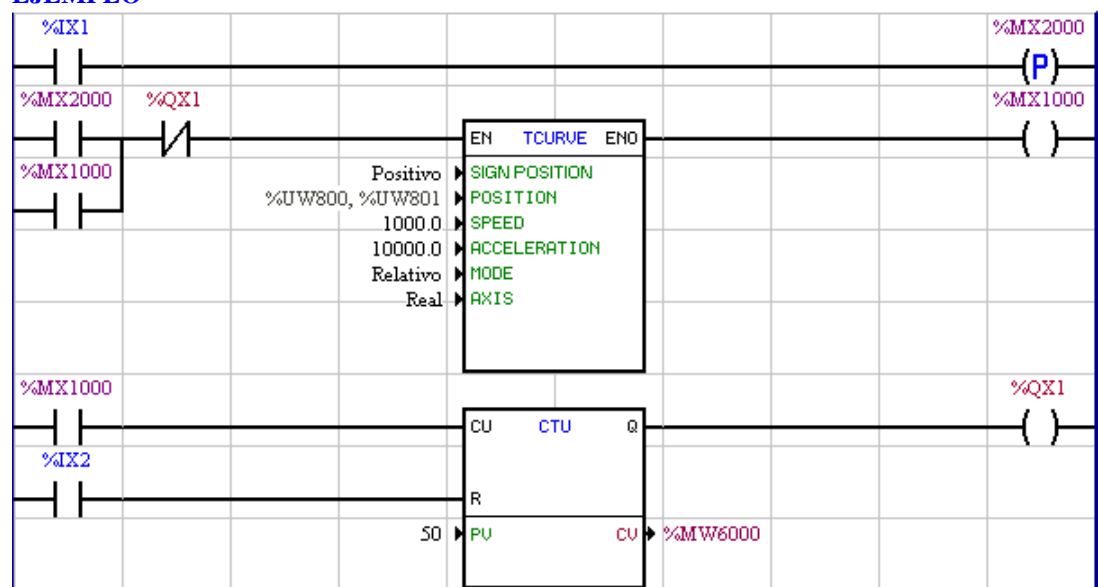 EJEMPLO
%IX1 %MX2000
(P)
%MX2000 %QX1 %MX1000
EN TCURVE ENO
%MX1000 Positivo SIGN POSITION
%UW800, %UW801 POSITION
1000.0 SPEED
10000.0 ACCELERATION
Relativo MODE
Real AXIS
%MX1000 %QX1
CU CTU Q
%IX2
R
50 PV CV %MW6000